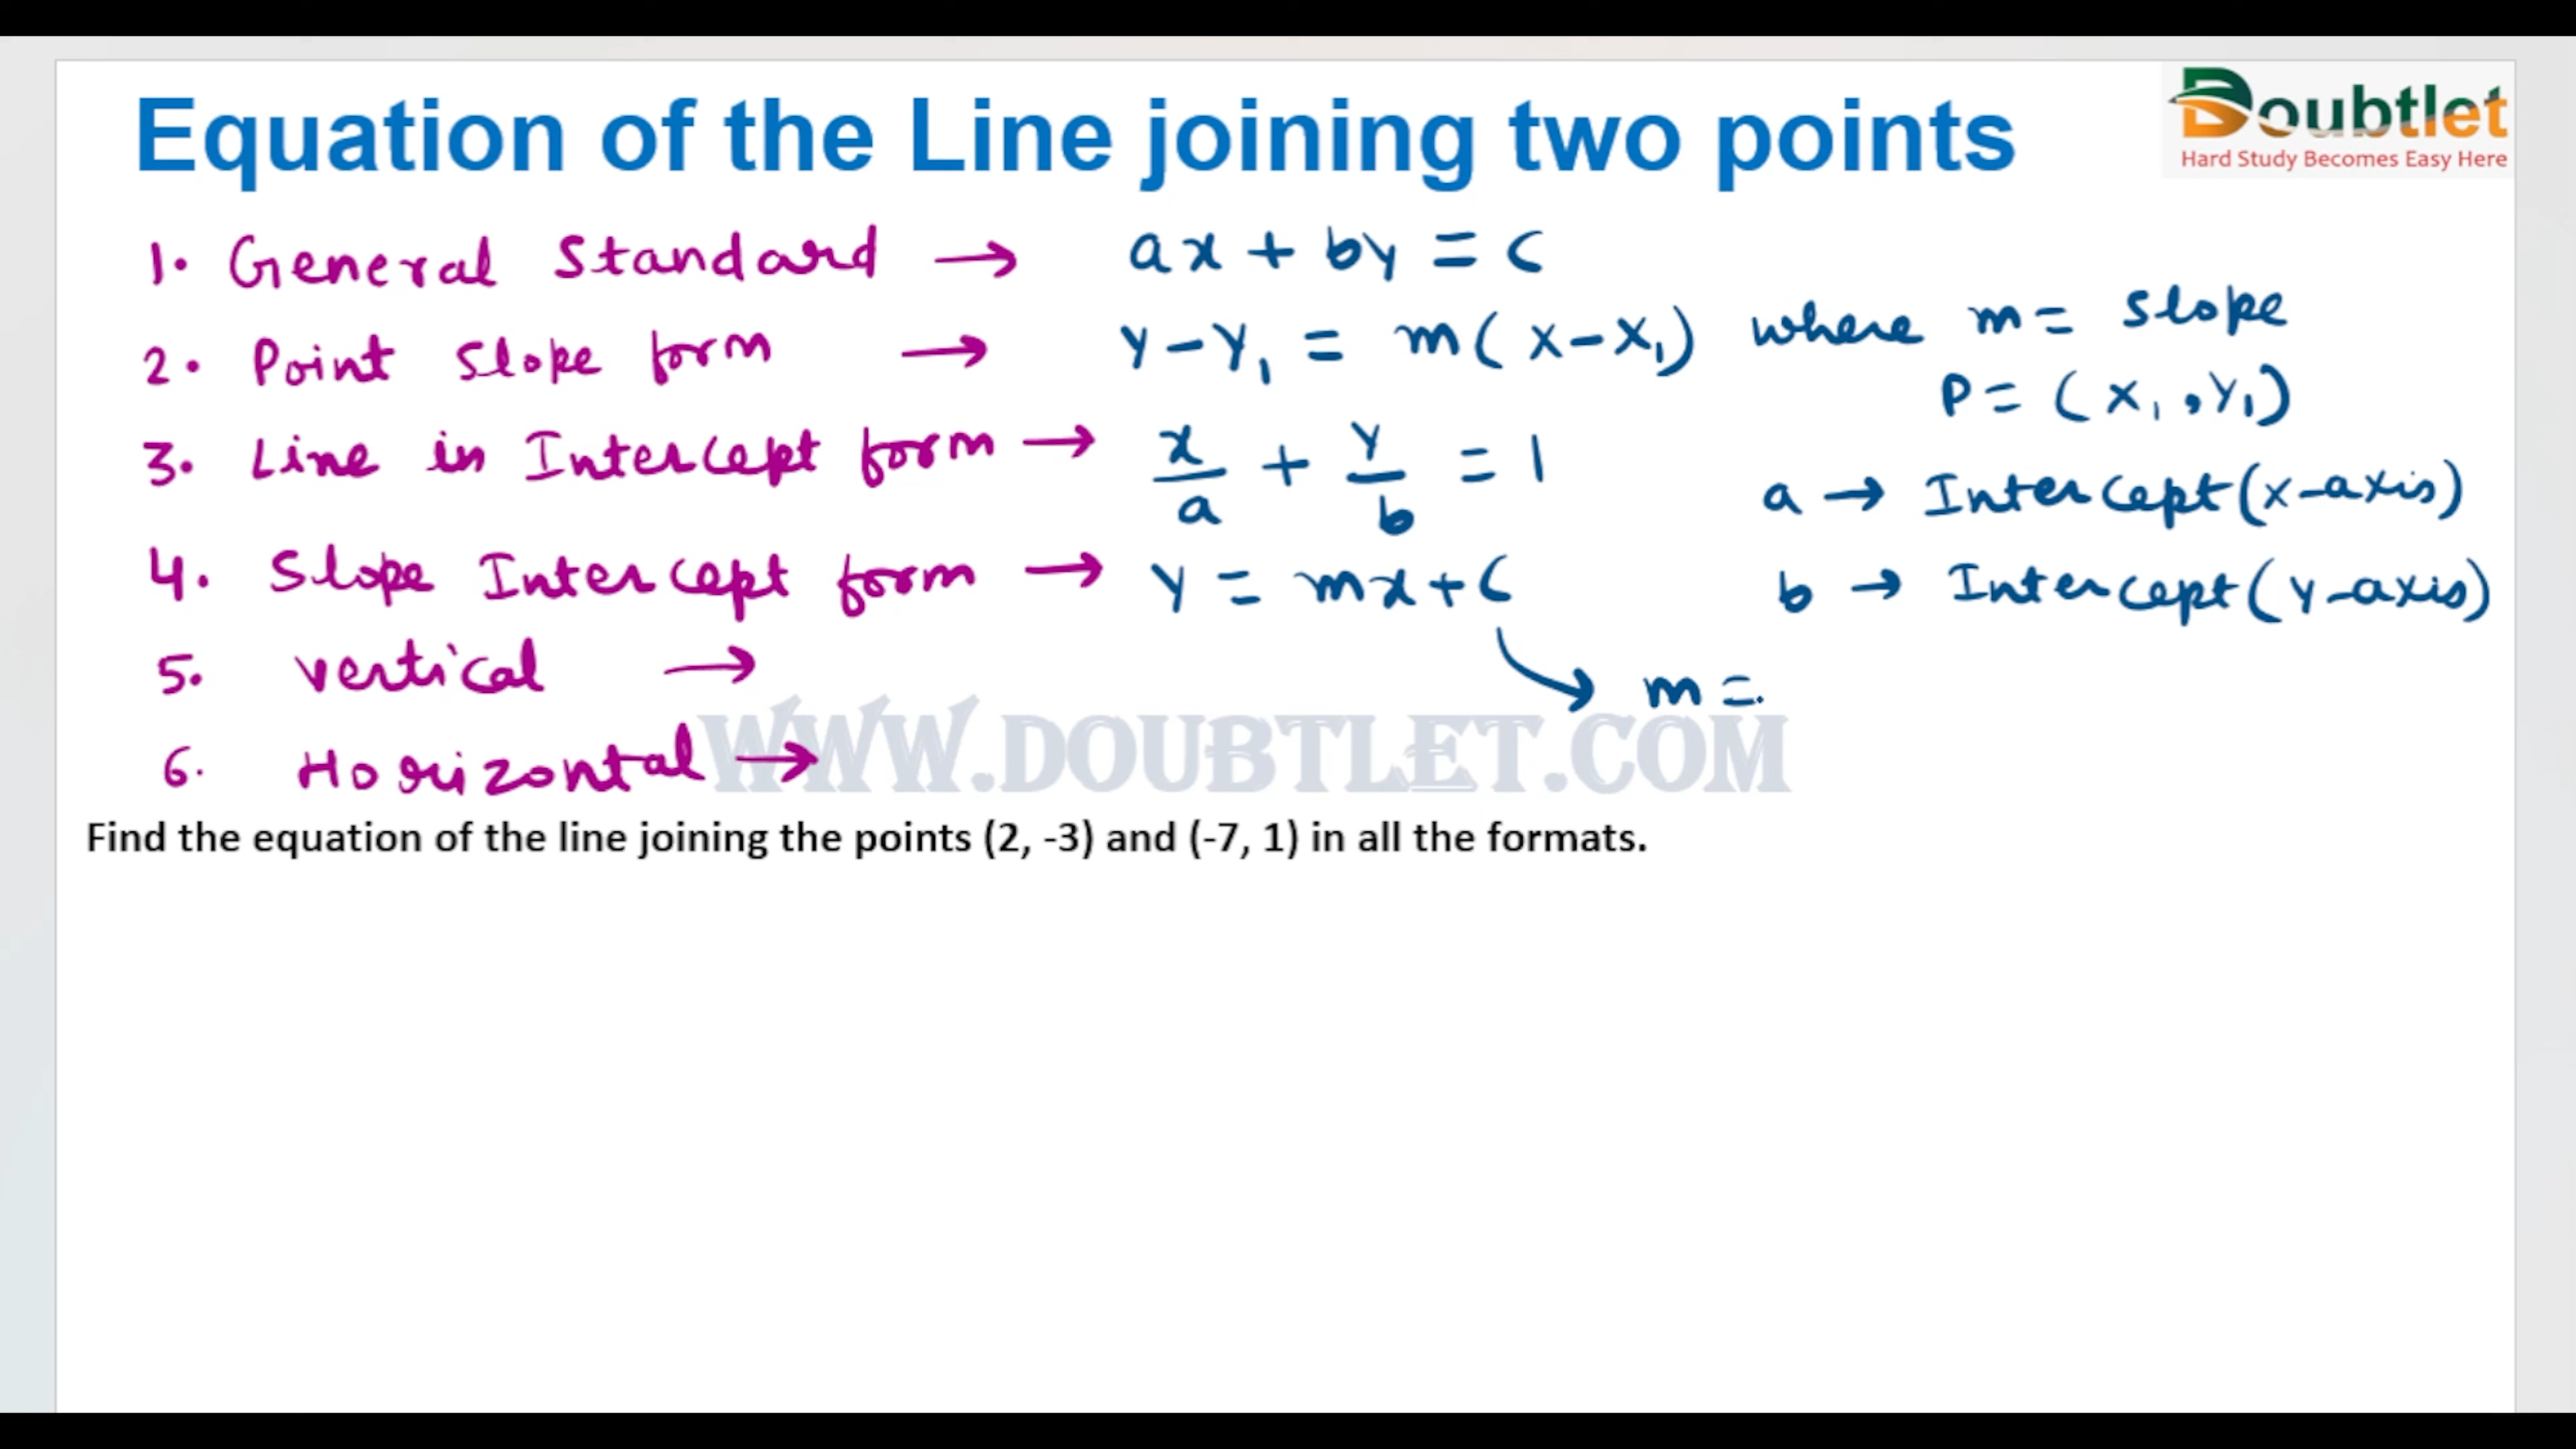 Equation of the Line joining two points
Doubtlet
Hard Study Becomes Easy Here
1. General Standard → ax + by = c
2. Point Slope form → y - y₁ = m(x - x₁) where m = slope
P = (x₁, y₁)
3. Line in Intercept form → x/a + y/b = 1
a → Intercept (x-axis)
4. Slope Intercept form → y = mx + c
b → Intercept (y-axis)
5. vertical →
m =
6. Horizontal →
WWW.DOUBTLET.COM
Find the equation of the line joining the points (2, -3) and (-7, 1) in all the formats.